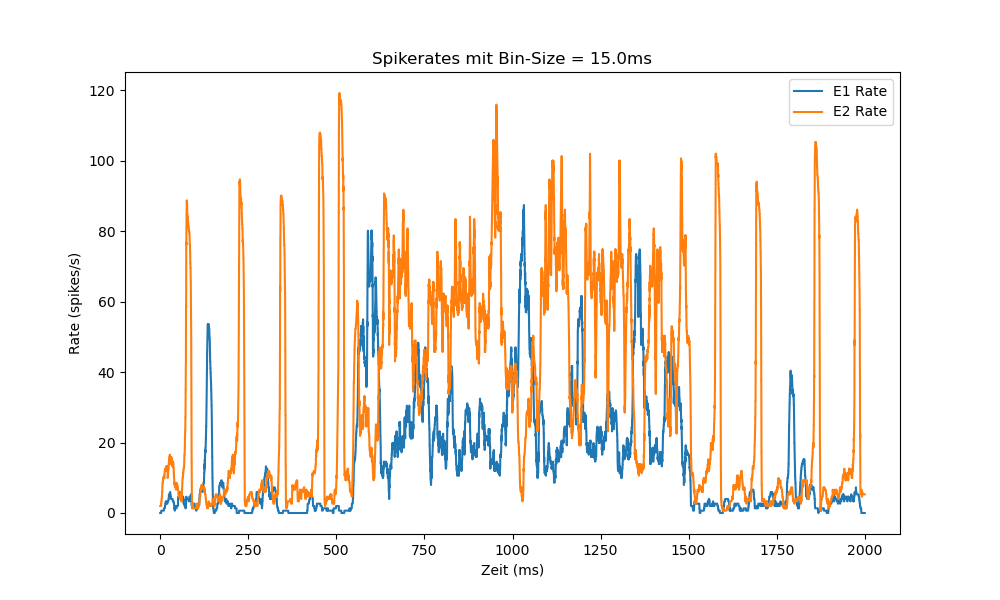 Spikerates mit Bin-Size = 15.0ms
E1 Rate
E2 Rate
120
100
80
60
40
20
0
Rate (spikes/s)
0 250 500 750 1000 1250 1500 1750 2000
Zeit (ms)